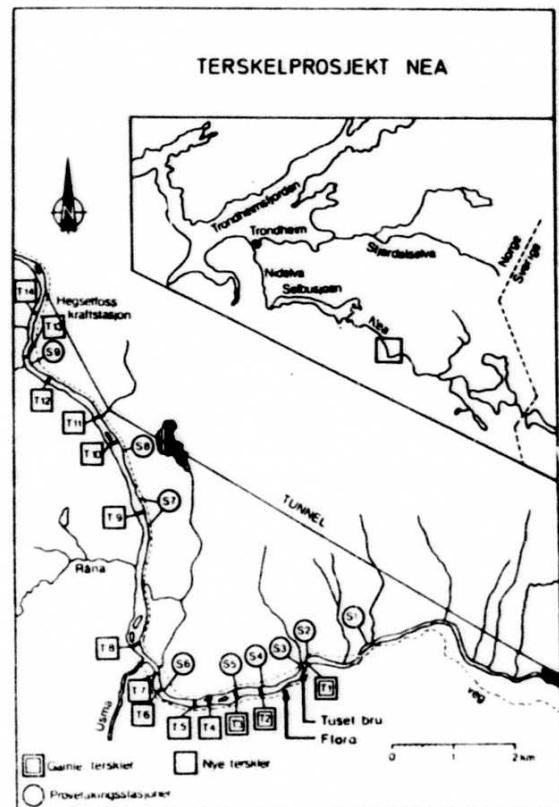 TERSKELPROSJEKT NEA
Trondheimsfjorden
Trondheim
Stjørdalselva
Norge
Sverige
Nidelva
Selbusjøen
Nea
N
T14
Hegsetfoss
kraftstasjon
T13
S9
T12
T11
T10
S8
S7
T9
TUNNEL
Råna
T8
S1
S2
S3
S4
S5
S6
T7
T6
T5
T4
T3
T2
T1
Usma
Tuset bru
Flora
veg
Gamle terskler
Nye terskler
Prøvetakingsstasjoner
0 1 2 km